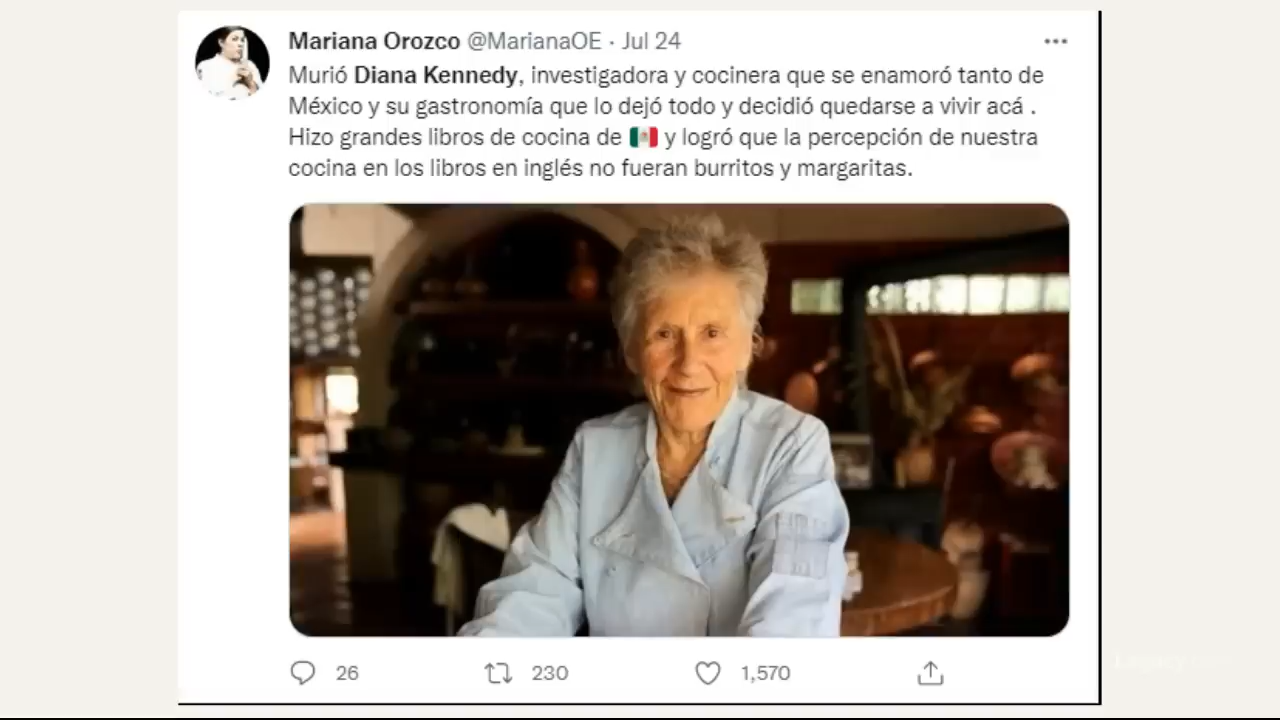 Mariana Orozco @MarianaOE · Jul 24
Murió Diana Kennedy, investigadora y cocinera que se enamoró tanto de
México y su gastronomía que lo dejó todo y decidió quedarse a vivir acá .
Hizo grandes libros de cocina de 🇲🇽 y logró que la percepción de nuestra
cocina en los libros en inglés no fueran burritos y margaritas.
26 230 1,570